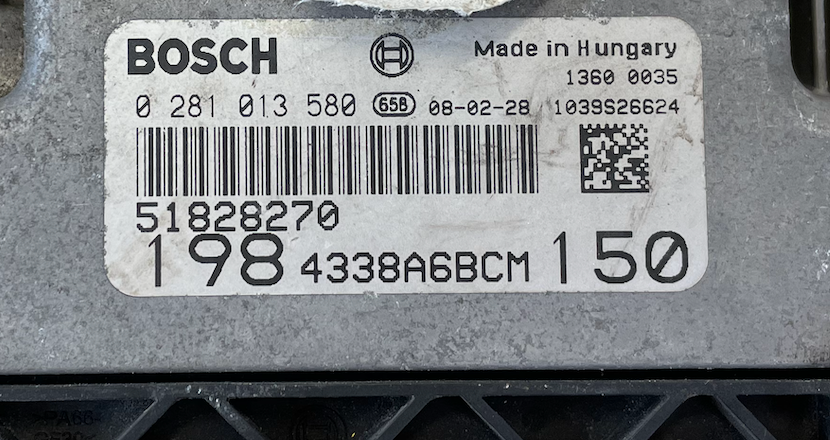 BOSCH Made in Hungary
1360 0035
0 281 013 580 658 08-02-28 1039S26624
51828270
198 4338A6BCM 150
>PA66-